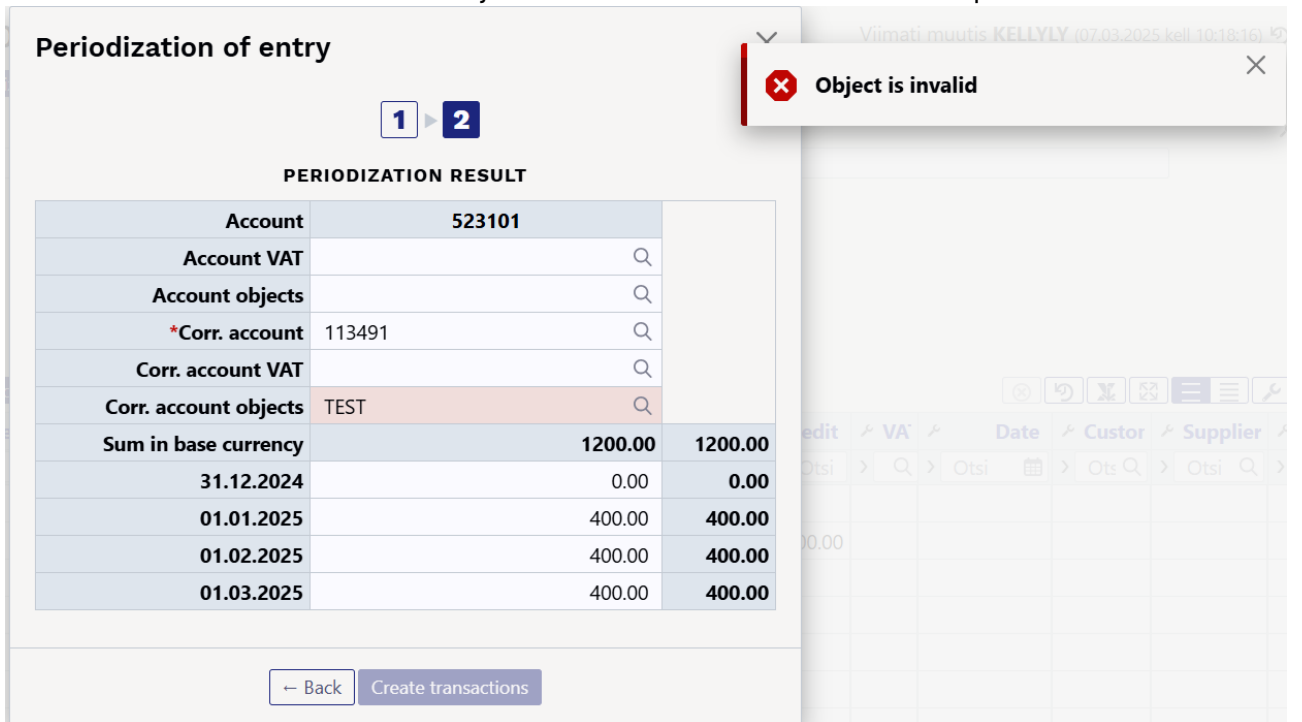 Periodization of entry
Viimati muutis KELLYLY (07.03.2025 kell 10:18:16)
Object is invalid
1 2
PERIODIZATION RESULT
Account 523101
Account VAT
Account objects
*Corr. account 113491
Corr. account VAT
Corr. account objects TEST
Sum in base currency 1200.00 1200.00
31.12.2024 0.00 0.00
01.01.2025 400.00 400.00
01.02.2025 400.00 400.00
01.03.2025 400.00 400.00
edit VAT Date Custor Supplier
Otsi Otsi Ots Otsi
00.00
← Back Create transactions